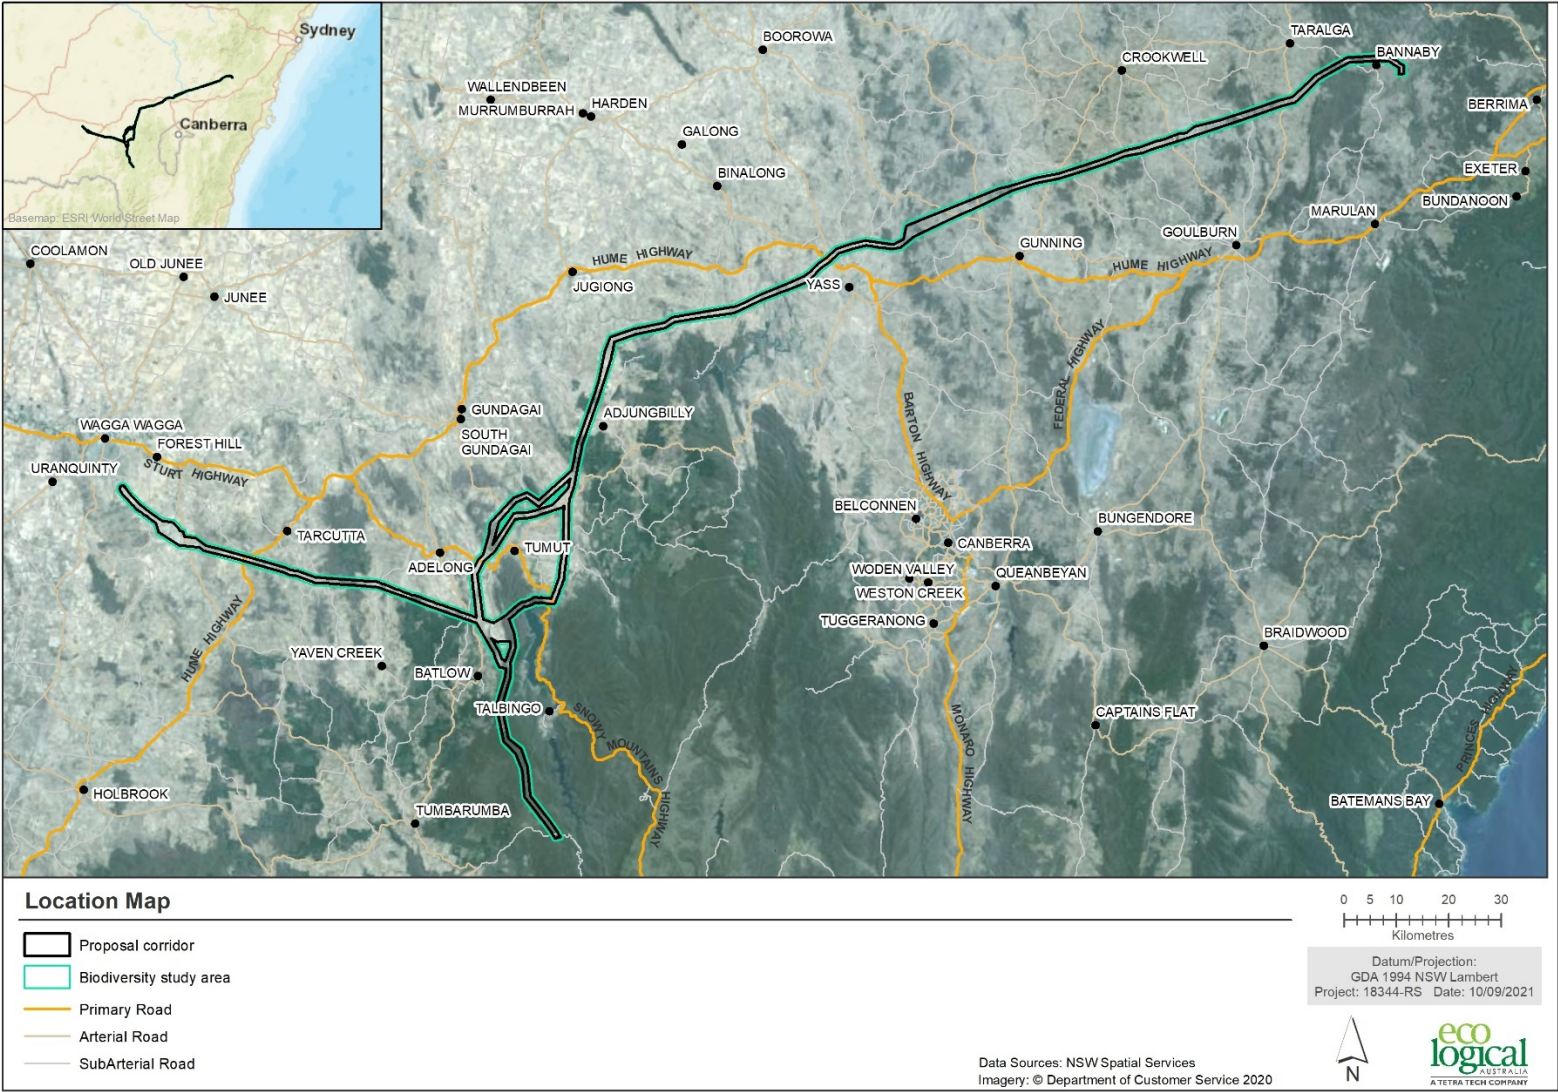 Sydney
Canberra
Basemap: ESRI World Street Map
BOOROWA
TARALGA
BANNABY
CROOKWELL
WALLENDBEEN
MURRUMBURRAH
HARDEN
BERRIMA
GALONG
BINALONG
EXETER
BUNDANOON
MARULAN
GOULBURN
GUNNING
HUME HIGHWAY
HUME HIGHWAY
COOLAMON
OLD JUNEE
JUNEE
JUGIONG
YASS
FEDERAL HIGHWAY
BARTON HIGHWAY
GUNDAGAI
SOUTH
GUNDAGAI
ADJUNGBILLY
WAGGA WAGGA
FOREST HILL
URANQUINTY
STURT HIGHWAY
TARCUTTA
ADELONG
TUMUT
BELCONNEN
BUNGENDORE
CANBERRA
WODEN VALLEY
WESTON CREEK
QUEANBEYAN
TUGGERANONG
BRAIDWOOD
HUME HIGHWAY
YAVEN CREEK
BATLOW
TALBINGO
SNOWY MOUNTAINS HIGHWAY
MONARO HIGHWAY
CAPTAINS FLAT
PRINCES HIGHWAY
HOLBROOK
TUMBARUMBA
BATEMANS BAY
Location Map
Proposal corridor
Biodiversity study area
Primary Road
Arterial Road
SubArterial Road
0 5 10 20 30
Kilometres
Datum/Projection:
GDA 1994 NSW Lambert
Project: 18344-RS Date: 10/09/2021
N
eco
logical
AUSTRALIA
A TETRA TECH COMPANY
Data Sources: NSW Spatial Services
Imagery: © Department of Customer Service 2020